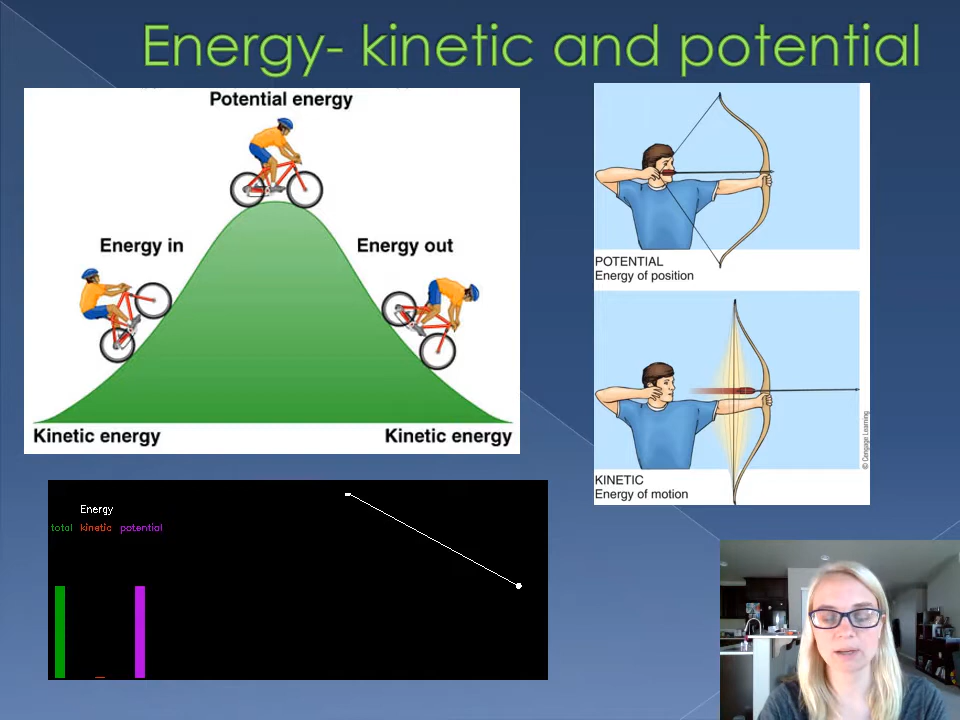 Energy- kinetic and potential
Potential energy
Energy in
Energy out
Kinetic energy
Kinetic energy
POTENTIAL
Energy of position
KINETIC
Energy of motion
© Cengage Learning
Energy
total kinetic potential